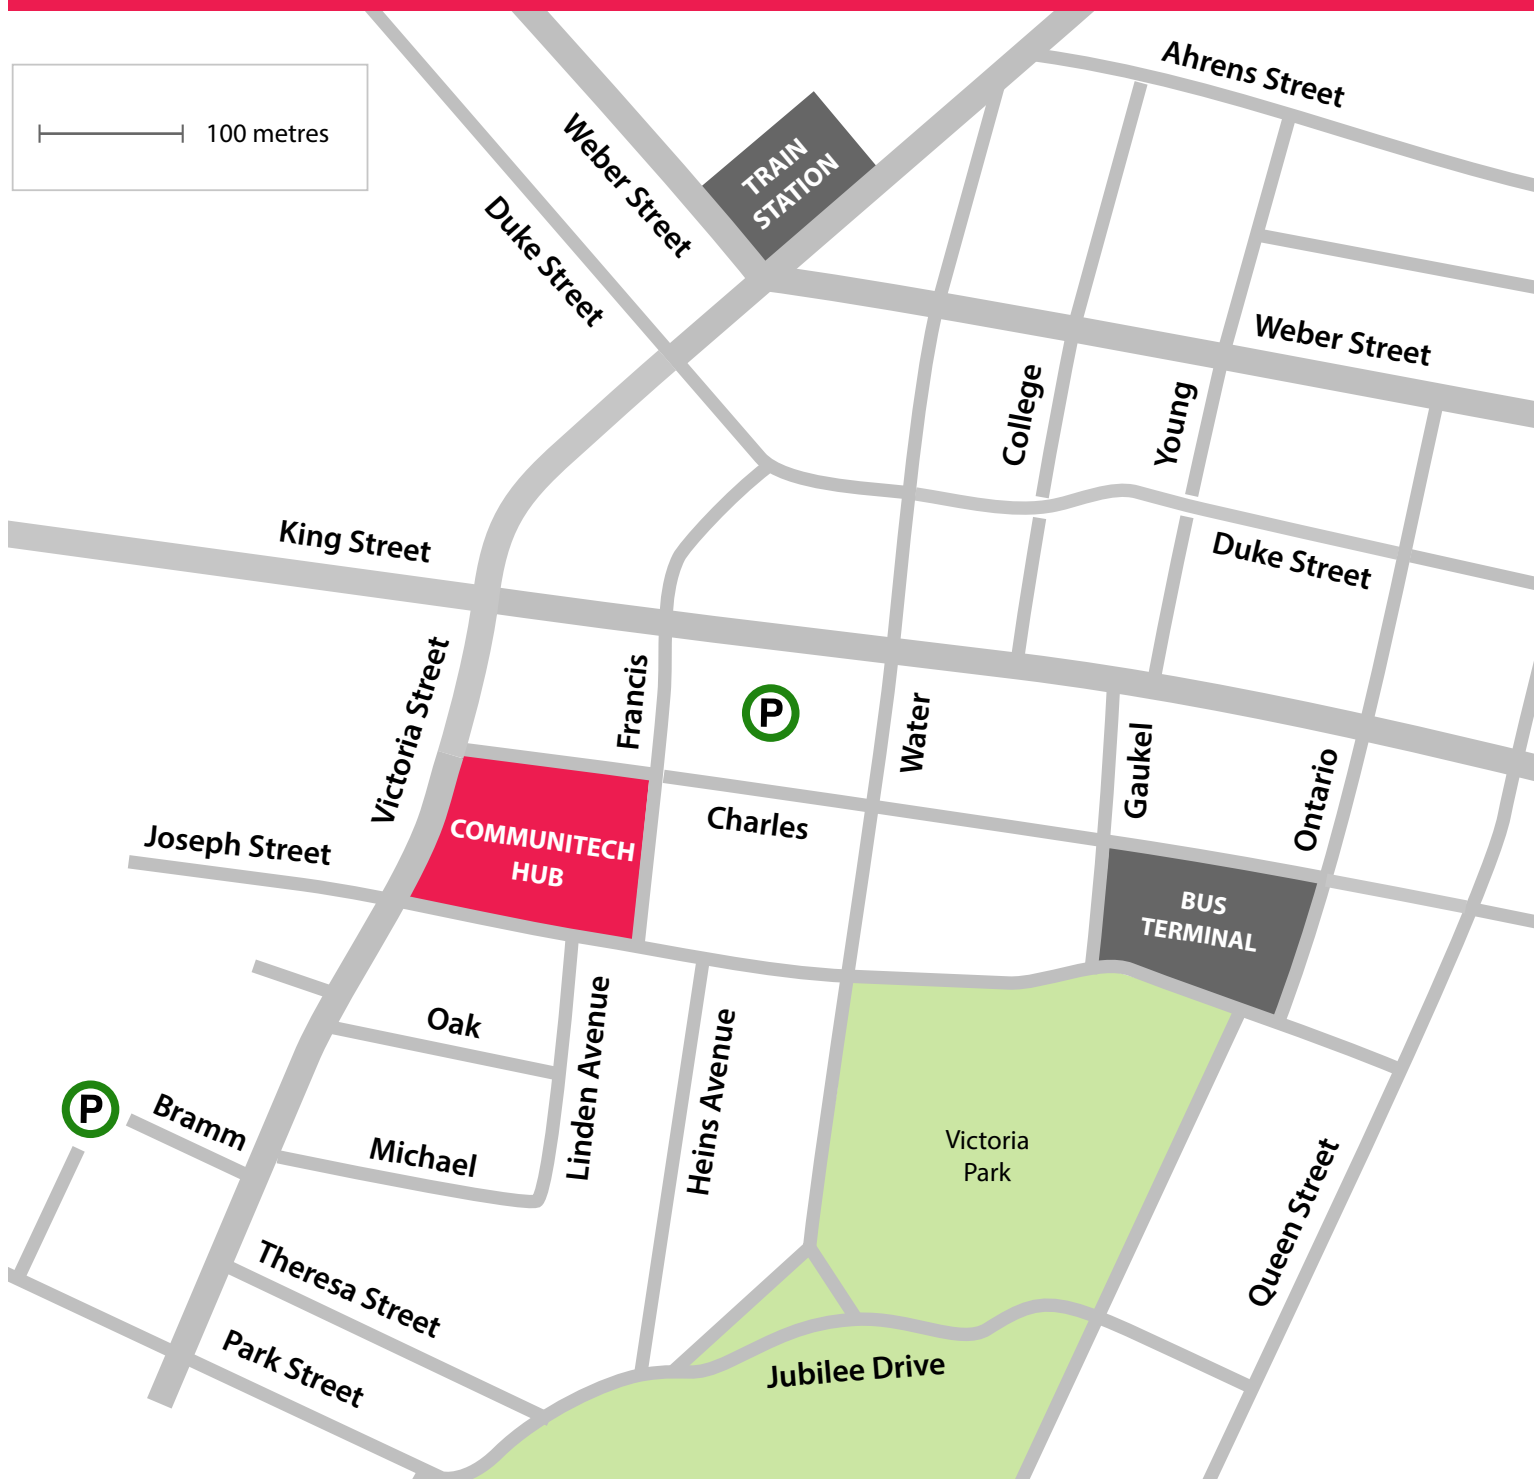 Ahrens Street
100 metres
Weber Street
TRAIN
STATION
Duke Street
Weber Street
College
Young
King Street
Duke Street
Victoria Street
Francis
P
Water
Gaukel
Ontario
Joseph Street
COMMUNITECH
HUB
Charles
BUS
TERMINAL
Oak
Linden Avenue
Heins Avenue
P
Bramm
Michael
Victoria
Park
Queen Street
Theresa Street
Park Street
Jubilee Drive